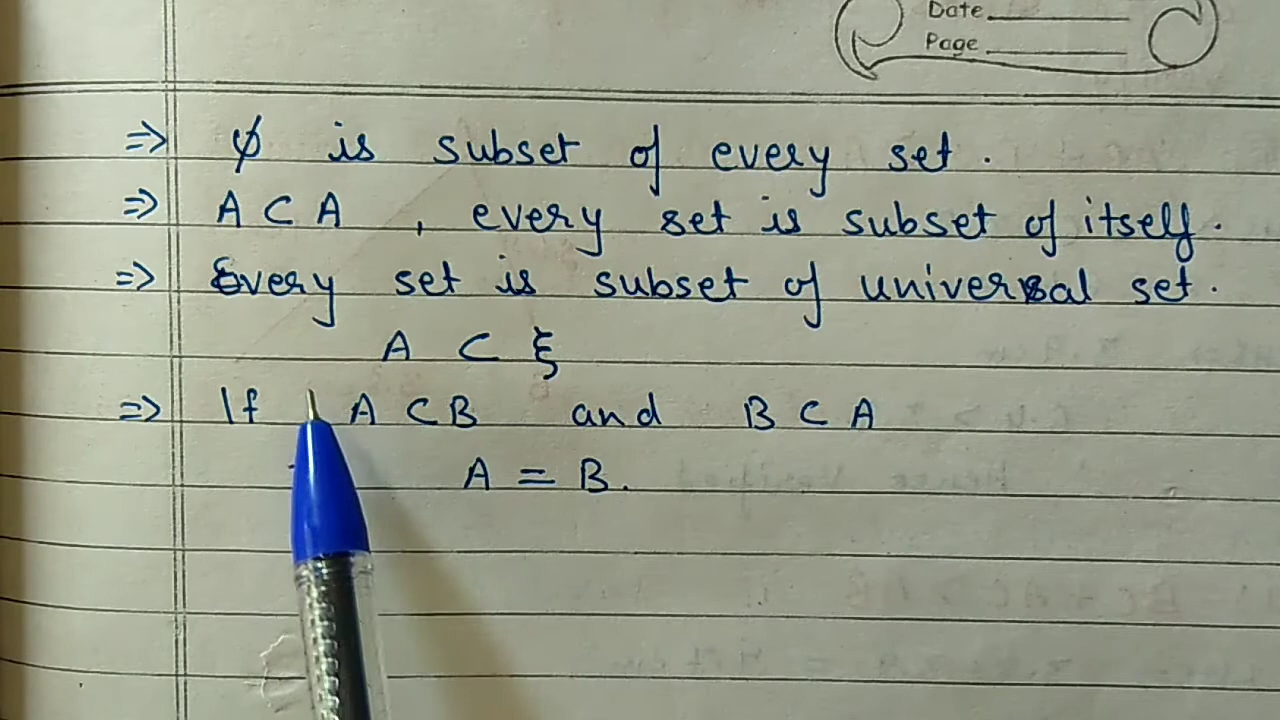 Date
Page
⇒ φ is subset of every set.
⇒ A ⊂ A , every set is subset of itself.
⇒ Every set is subset of universal set.
A ⊂ ξ
⇒ If A ⊂ B and B ⊂ A
A = B.